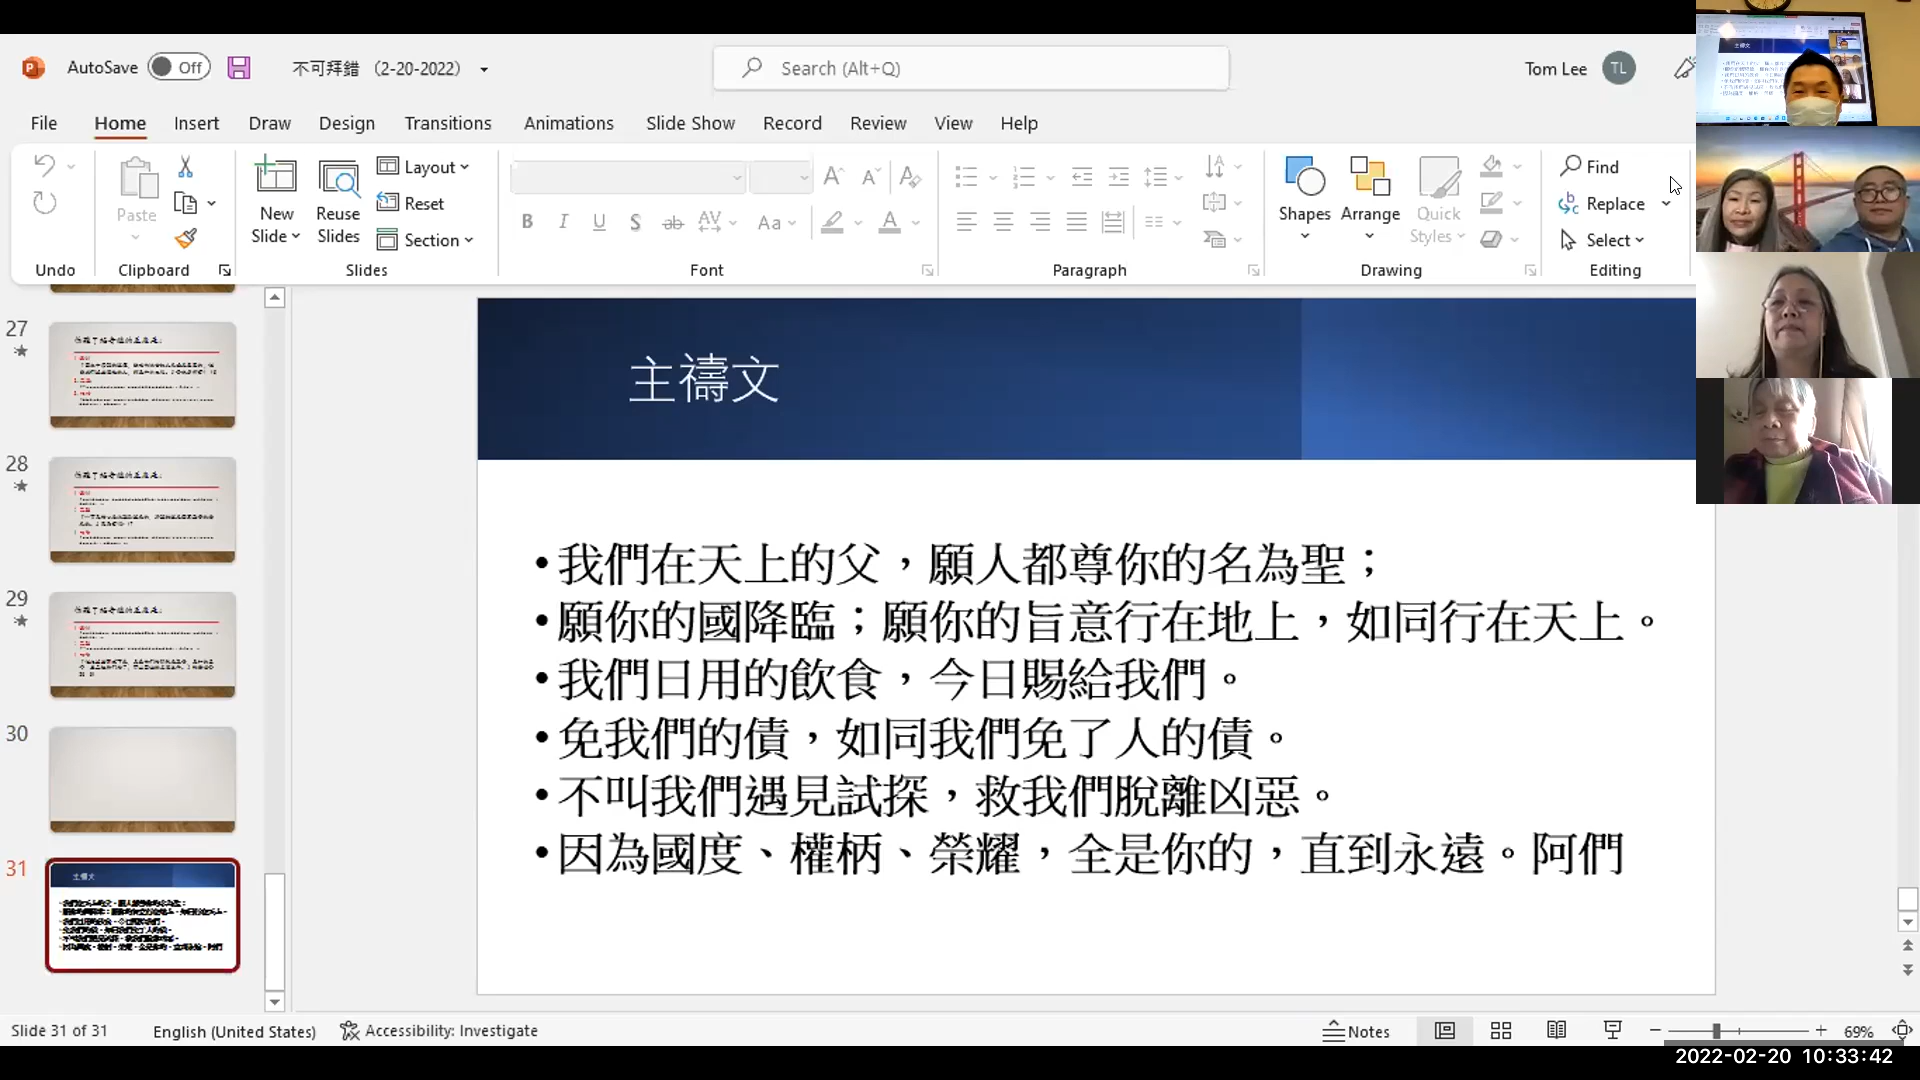 AutoSave Off 不可拜錯 （2-20-2022） Search (Alt+Q) Tom Lee TL
File Home Insert Draw Design Transitions Animations Slide Show Record Review View Help
Paste New Slide Reuse Slides Layout Reset Section
B I U S ab AV Aa A
Shapes Arrange Quick Styles Find Replace Select
Undo Clipboard Slides Font Paragraph Drawing Editing
27
28
29
30
31
主禱文
•我們在天上的父，願人都尊你的名為聖；
•願你的國降臨；願你的旨意行在地上，如同行在天上。
•我們日用的飲食，今日賜給我們。
•免我們的債，如同我們免了人的債。
•不叫我們遇見試探，救我們脫離凶惡。
•因為國度、權柄、榮耀，全是你的，直到永遠。阿們
Slide 31 of 31 English (United States) Accessibility: Investigate Notes 69%
2022-02-20 10:33:42